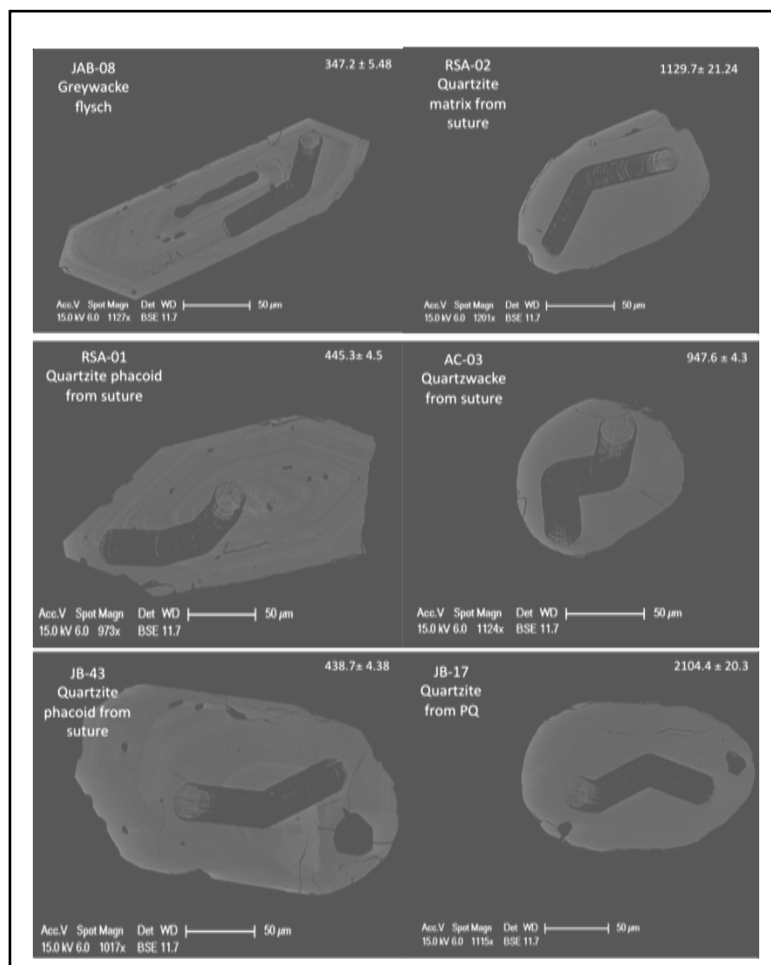 JAB-08
Greywacke
flysch
347.2 ± 5.48
Acc.V Spot Magn Det WD 50 µm
15.0 kV 6.0 1127x BSE 11.7
RSA-02
Quartzite
matrix from
suture
1129.7± 21.24
Acc.V Spot Magn Det WD 50 µm
15.0 kV 6.0 1201x BSE 11.7
RSA-01
Quartzite phacoid
from suture
445.3± 4.5
Acc.V Spot Magn Det WD 50 µm
15.0 kV 6.0 973x BSE 11.7
AC-03
Quartzwacke
from suture
947.6 ± 4.3
Acc.V Spot Magn Det WD 50 µm
15.0 kV 6.0 1124x BSE 11.7
JB-43
Quartzite
phacoid from
suture
438.7± 4.38
Acc.V Spot Magn Det WD 50 µm
15.0 kV 6.0 1017x BSE 11.7
JB-17
Quartzite
from PQ
2104.4 ± 20.3
Acc.V Spot Magn Det WD 50 µm
15.0 kV 6.0 1115x BSE 11.7